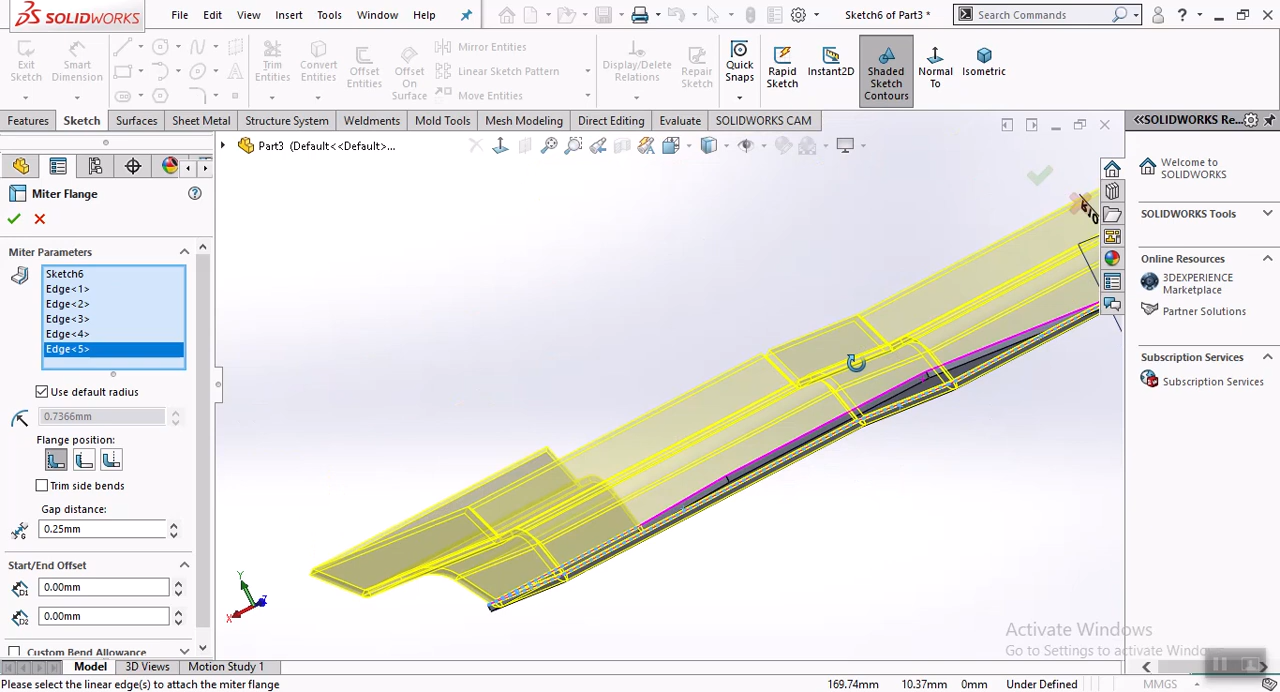 SOLIDWORKS
File Edit View Insert Tools Window Help
Sketch6 of Part3 *
Search Commands
Exit Sketch
Smart Dimension
Trim Entities
Convert Entities
Offset Entities
Offset On Surface
Mirror Entities
Linear Sketch Pattern
Move Entities
Display/Delete Relations
Repair Sketch
Quick Snaps
Rapid Sketch
Instant2D
Shaded Sketch Contours
Normal To
Isometric
Features Sketch Surfaces Sheet Metal Structure System Weldments Mold Tools Mesh Modeling Direct Editing Evaluate SOLIDWORKS CAM
<<SOLIDWORKS Re...
Part3 (Default<<Default>...
Miter Flange
Miter Parameters
Sketch6
Edge<1>
Edge<2>
Edge<3>
Edge<4>
Edge<5>
Use default radius
0.7366mm
Flange position:
Trim side bends
Gap distance:
0.25mm
Start/End Offset
D1
0.00mm
D2
0.00mm
Custom Bend Allowance
Y
X
Z
Welcome to
SOLIDWORKS
SOLIDWORKS Tools
Online Resources
3DEXPERIENCE
Marketplace
Partner Solutions
Subscription Services
Subscription Services
Activate Windows
Go to Settings to activate Windo
Model 3D Views Motion Study 1
Please select the linear edge(s) to attach the miter flange
169.74mm 10.37mm 0mm Under Defined
MMGS